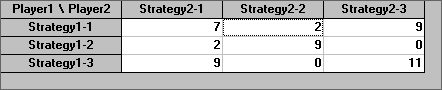 Player1 \ Player2 Strategy2-1 Strategy2-2 Strategy2-3
Strategy1-1 7 2 9
Strategy1-2 2 9 0
Strategy1-3 9 0 11